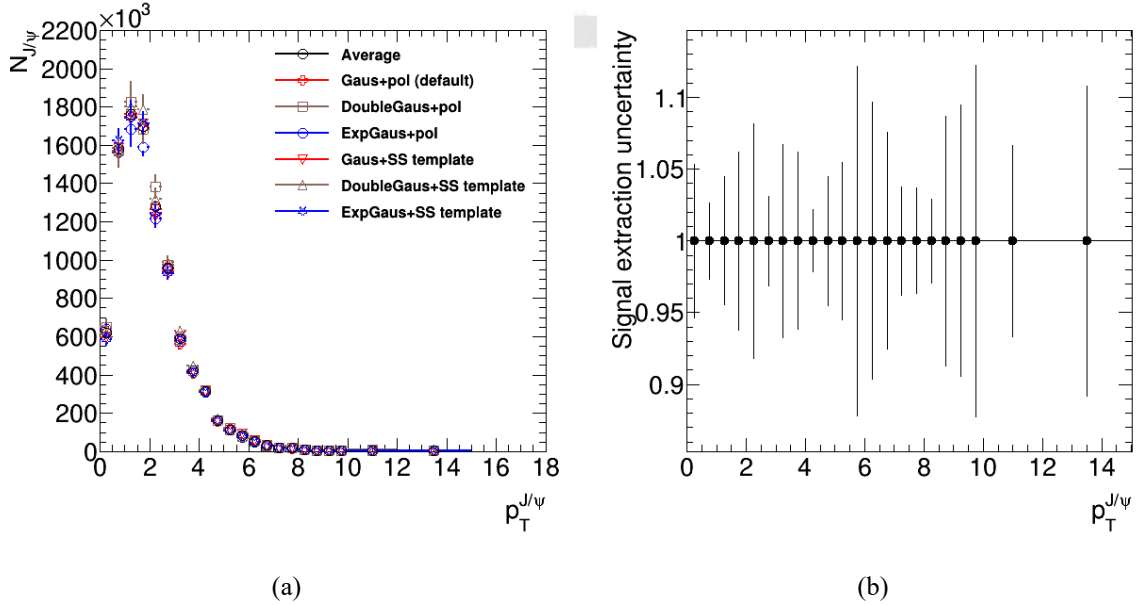 ×10³
N_{J/ψ}
2200
2000
1800
1600
1400
1200
1000
800
600
400
200
0
0 2 4 6 8 10 12 14 16 18
p_T^{J/ψ}
Average
Gaus+pol (default)
DoubleGaus+pol
ExpGaus+pol
Gaus+SS template
DoubleGaus+SS template
ExpGaus+SS template
(a)
Signal extraction uncertainty
1.1
1.05
1
0.95
0.9
0 2 4 6 8 10 12 14
p_T^{J/ψ}
(b)